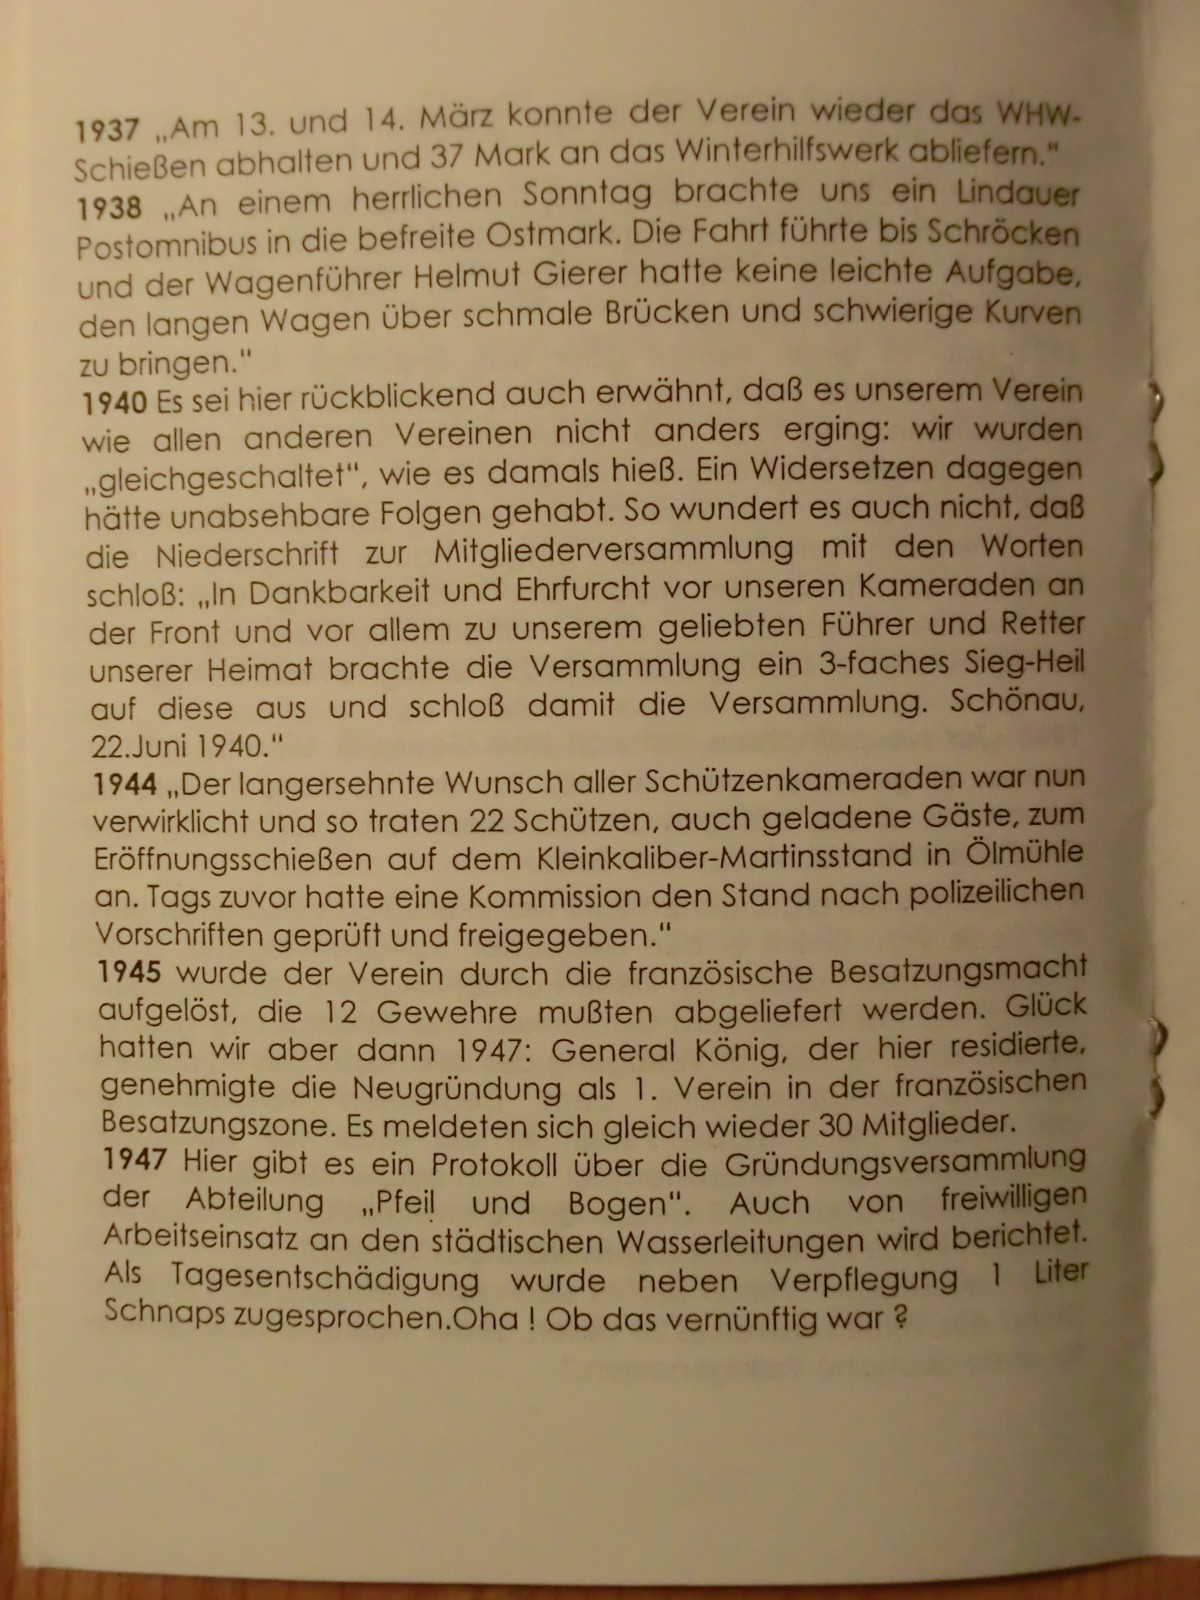 1937 „Am 13. und 14. März konnte der Verein wieder das WHW-
Schießen abhalten und 37 Mark an das Winterhilfswerk abliefern."
1938 „An einem herrlichen Sonntag brachte uns ein Lindauer
Postomnibus in die befreite Ostmark. Die Fahrt führte bis Schröcken
und der Wagenführer Helmut Gierer hatte keine leichte Aufgabe,
den langen Wagen über schmale Brücken und schwierige Kurven
zu bringen."
1940 Es sei hier rückblickend auch erwähnt, daß es unserem Verein
wie allen anderen Vereinen nicht anders erging: wir wurden
„gleichgeschaltet", wie es damals hieß. Ein Widersetzen dagegen
hätte unabsehbare Folgen gehabt. So wundert es auch nicht, daß
die Niederschrift zur Mitgliederversammlung mit den Worten
schloß: „In Dankbarkeit und Ehrfurcht vor unseren Kameraden an
der Front und vor allem zu unserem geliebten Führer und Retter
unserer Heimat brachte die Versammlung ein 3-faches Sieg-Heil
auf diese aus und schloß damit die Versammlung. Schönau,
22.Juni 1940."
1944 „Der langersehnte Wunsch aller Schützenkameraden war nun
verwirklicht und so traten 22 Schützen, auch geladene Gäste, zum
Eröffnungsschießen auf dem Kleinkaliber-Martinsstand in Ölmühle
an. Tags zuvor hatte eine Kommission den Stand nach polizeilichen
Vorschriften geprüft und freigegeben."
1945 wurde der Verein durch die französische Besatzungsmacht
aufgelöst, die 12 Gewehre mußten abgeliefert werden. Glück
hatten wir aber dann 1947: General König, der hier residierte,
genehmigte die Neugründung als 1. Verein in der französischen
Besatzungszone. Es meldeten sich gleich wieder 30 Mitglieder.
1947 Hier gibt es ein Protokoll über die Gründungsversammlung
der Abteilung „Pfeil und Bogen". Auch von freiwilligen
Arbeitseinsatz an den städtischen Wasserleitungen wird berichtet.
Als Tagesentschädigung wurde neben Verpflegung 1 Liter
Schnaps zugesprochen.Oha ! Ob das vernünftig war ?